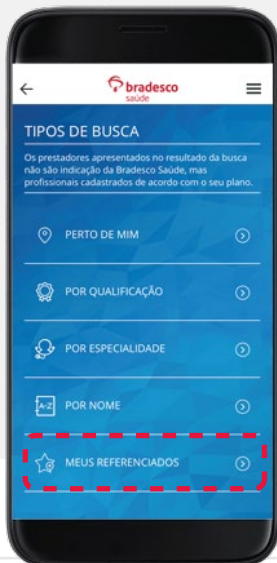 bradesco
saúde
TIPOS DE BUSCA
Os prestadores apresentados no resultado da busca
não são indicação da Bradesco Saúde, mas
profissionais cadastrados de acordo com o seu plano.
PERTO DE MIM
POR QUALIFICAÇÃO
POR ESPECIALIDADE
A-Z POR NOME
MEUS REFERENCIADOS